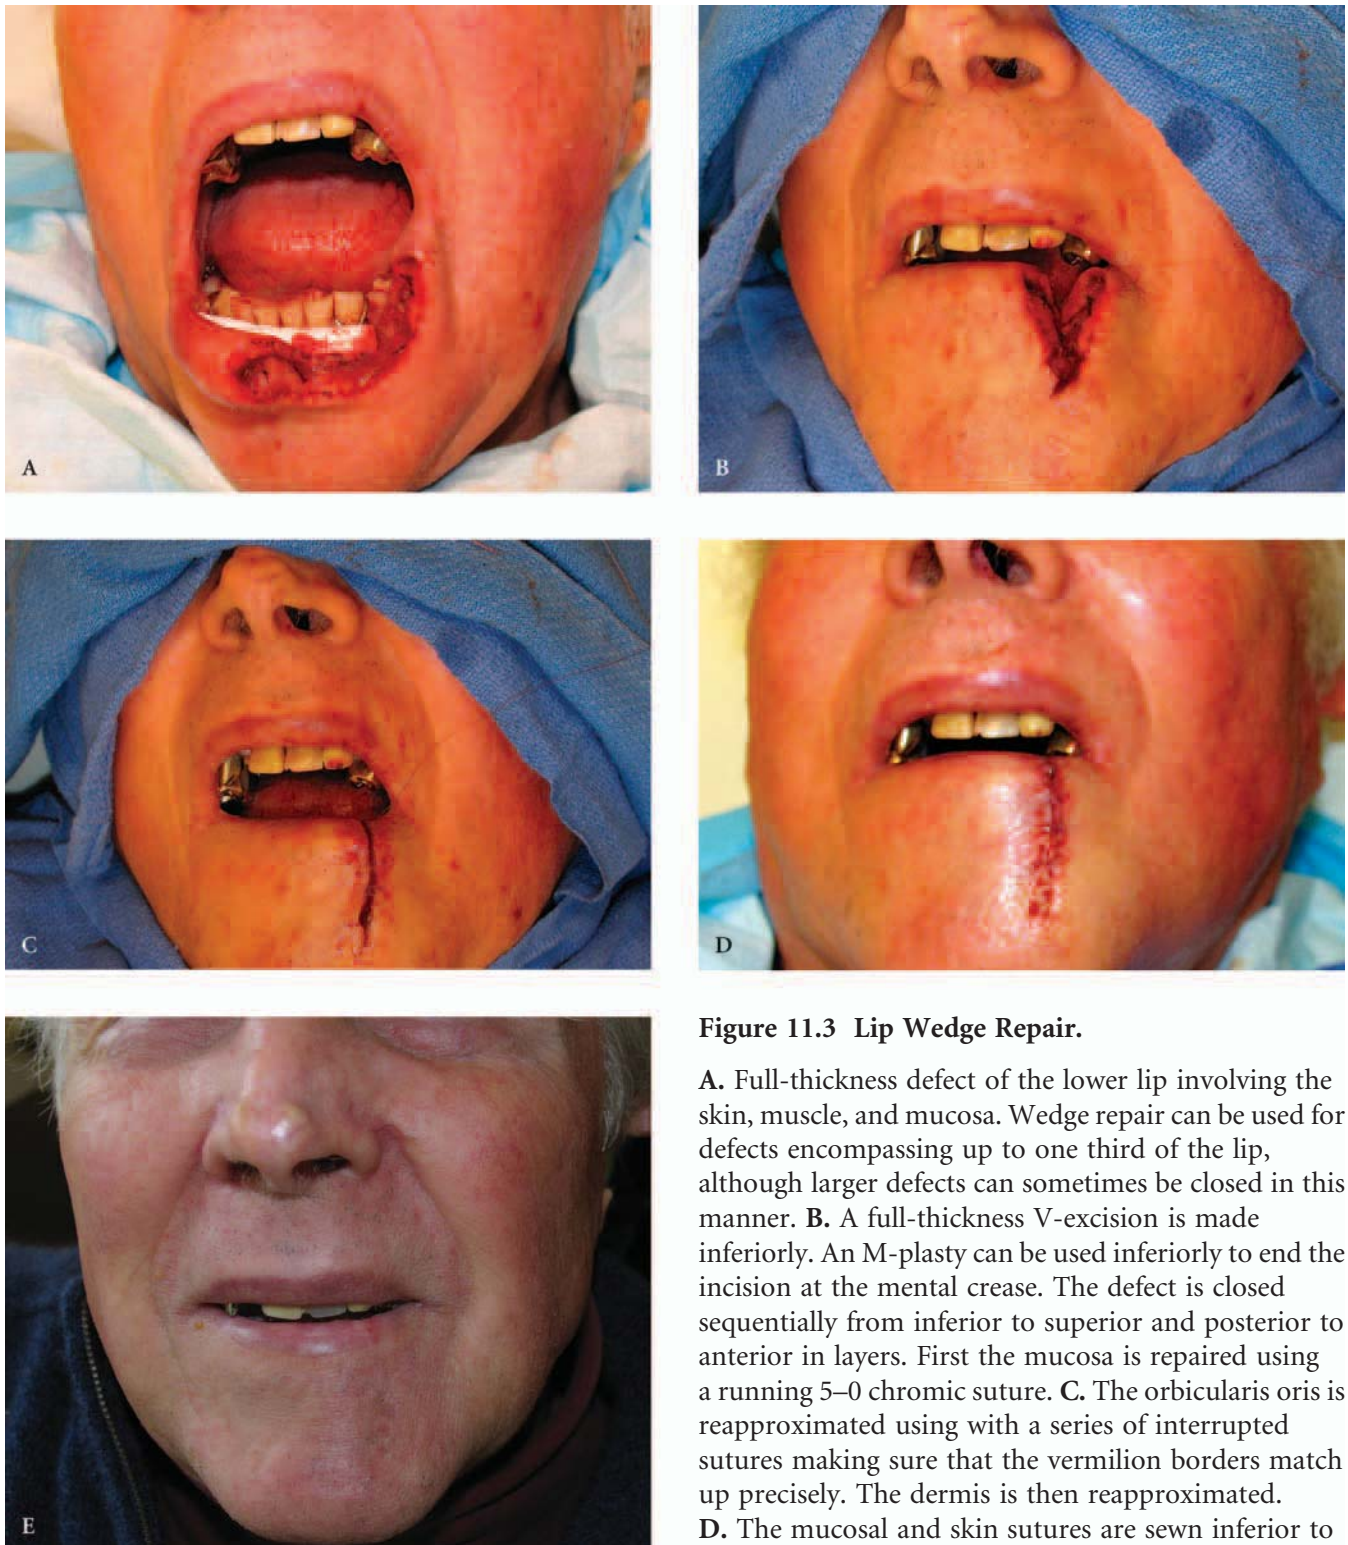 A
B
C
D
E
Figure 11.3 Lip Wedge Repair.
A. Full-thickness defect of the lower lip involving the
skin, muscle, and mucosa. Wedge repair can be used for
defects encompassing up to one third of the lip,
although larger defects can sometimes be closed in this
manner. B. A full-thickness V-excision is made
inferiorly. An M-plasty can be used inferiorly to end the
incision at the mental crease. The defect is closed
sequentially from inferior to superior and posterior to
anterior in layers. First the mucosa is repaired using
a running 5–0 chromic suture. C. The orbicularis oris is
reapproximated using with a series of interrupted
sutures making sure that the vermilion borders match
up precisely. The dermis is then reapproximated.
D. The mucosal and skin sutures are sewn inferior to